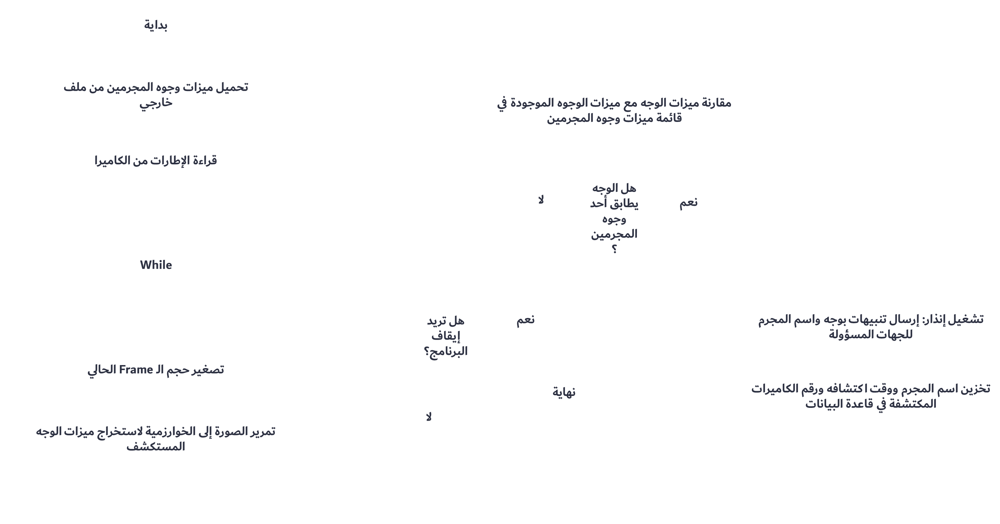 بداية
تحميل ميزات وجوه المجرمين من ملف
خارجي
قراءة الإطارات من الكاميرا
While
تصغير حجم الـ Frame الحالي
تمرير الصورة إلى الخوارزمية لاستخراج ميزات الوجه
المستكشف
مقارنة ميزات الوجه مع ميزات الوجوه الموجودة في
قائمة ميزات وجوه المجرمين
هل الوجه
يطابق أحد
وجوه
المجرمين
؟
لا
نعم
هل تريد
إيقاف
البرنامج؟
نعم
نهاية
لا
تشغيل إنذار: إرسال تنبيهات بوجه واسم المجرم
للجهات المسؤولة
تخزين اسم المجرم ووقت اكتشافه ورقم الكاميرات
المكتشفة في قاعدة البيانات